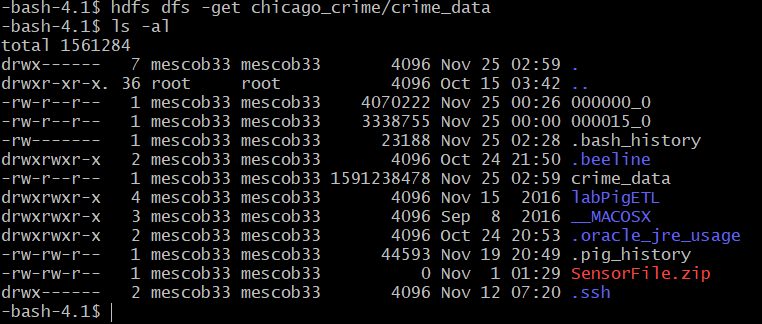 -bash-4.1$ hdfs dfs -get chicago_crime/crime_data
-bash-4.1$ ls -al
total 1561284
drwx------   7 mescob33 mescob33       4096 Nov 25 02:59 .
drwxr-xr-x. 36 root     root           4096 Oct 15 03:42 ..
-rw-r--r--   1 mescob33 mescob33    4070222 Nov 25 00:26 000000_0
-rw-r--r--   1 mescob33 mescob33    3338755 Nov 25 00:00 000015_0
-rw-------   1 mescob33 mescob33      23188 Nov 25 02:28 .bash_history
drwxrwxr-x   2 mescob33 mescob33       4096 Oct 24 21:50 .beeline
-rw-r--r--   1 mescob33 mescob33 1591238478 Nov 25 02:59 crime_data
drwxrwxr-x   4 mescob33 mescob33       4096 Nov 15  2016 labPigETL
drwxrwxr-x   3 mescob33 mescob33       4096 Sep  8  2016 __MACOSX
drwxrwxr-x   2 mescob33 mescob33       4096 Oct 24 20:53 .oracle_jre_usage
-rw-rw-r--   1 mescob33 mescob33      44593 Nov 19 20:49 .pig_history
-rw-rw-r--   1 mescob33 mescob33          0 Nov  1 01:29 SensorFile.zip
drwx------   2 mescob33 mescob33       4096 Nov 12 07:20 .ssh
-bash-4.1$